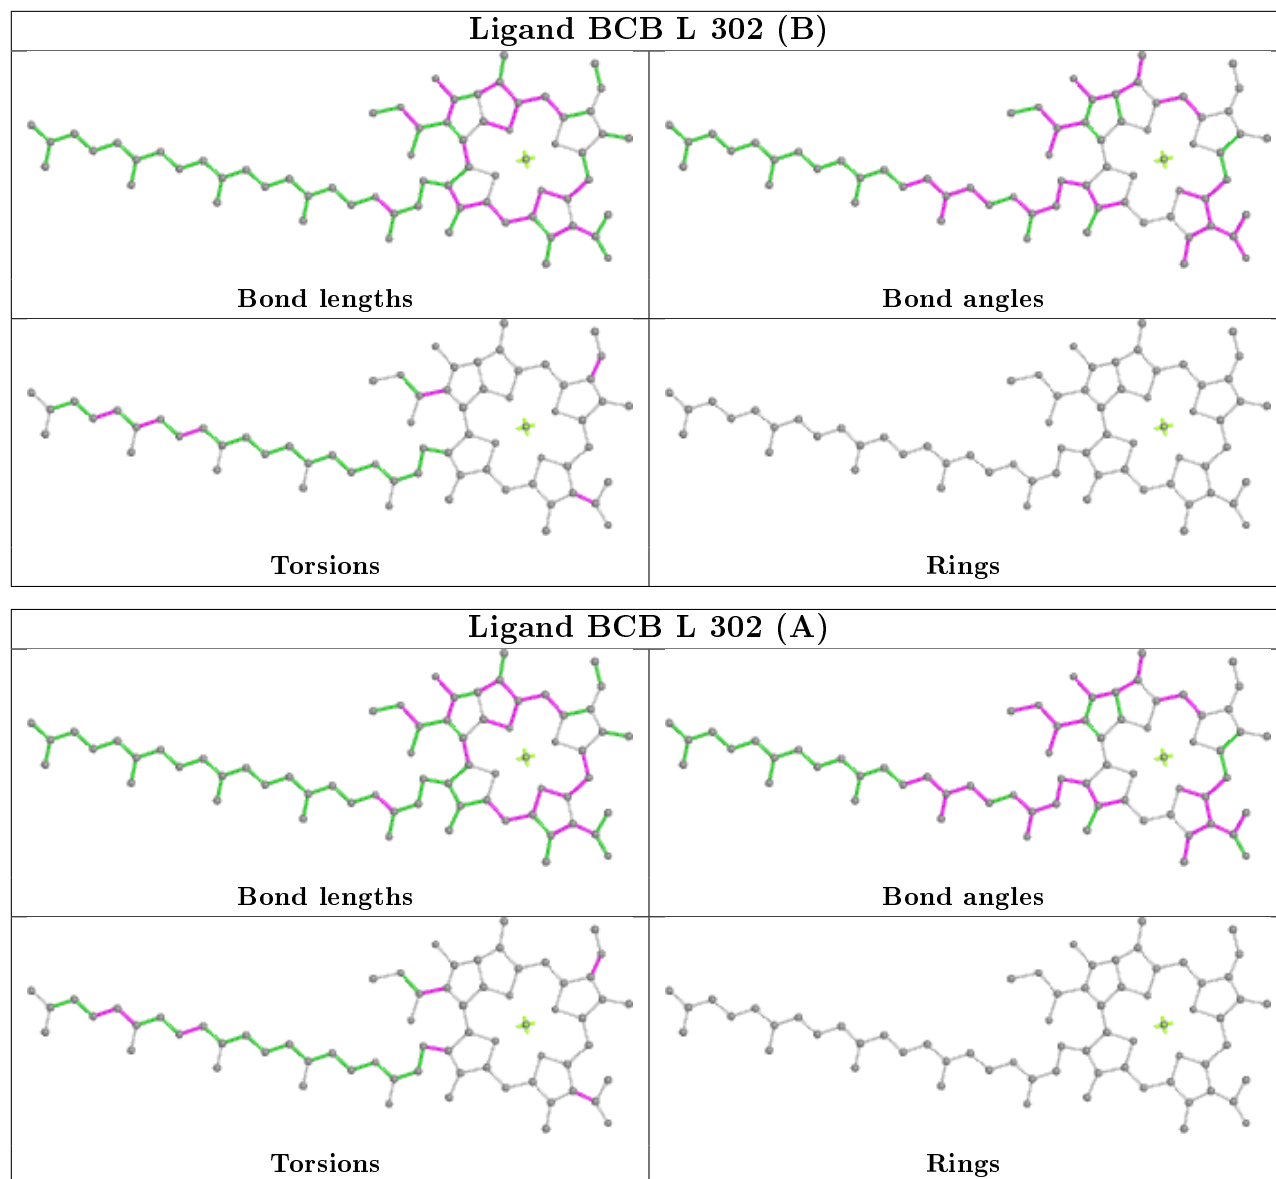 Ligand BCB L 302 (B)
Bond lengths
Bond angles
Torsions
Rings
Ligand BCB L 302 (A)
Bond lengths
Bond angles
Torsions
Rings